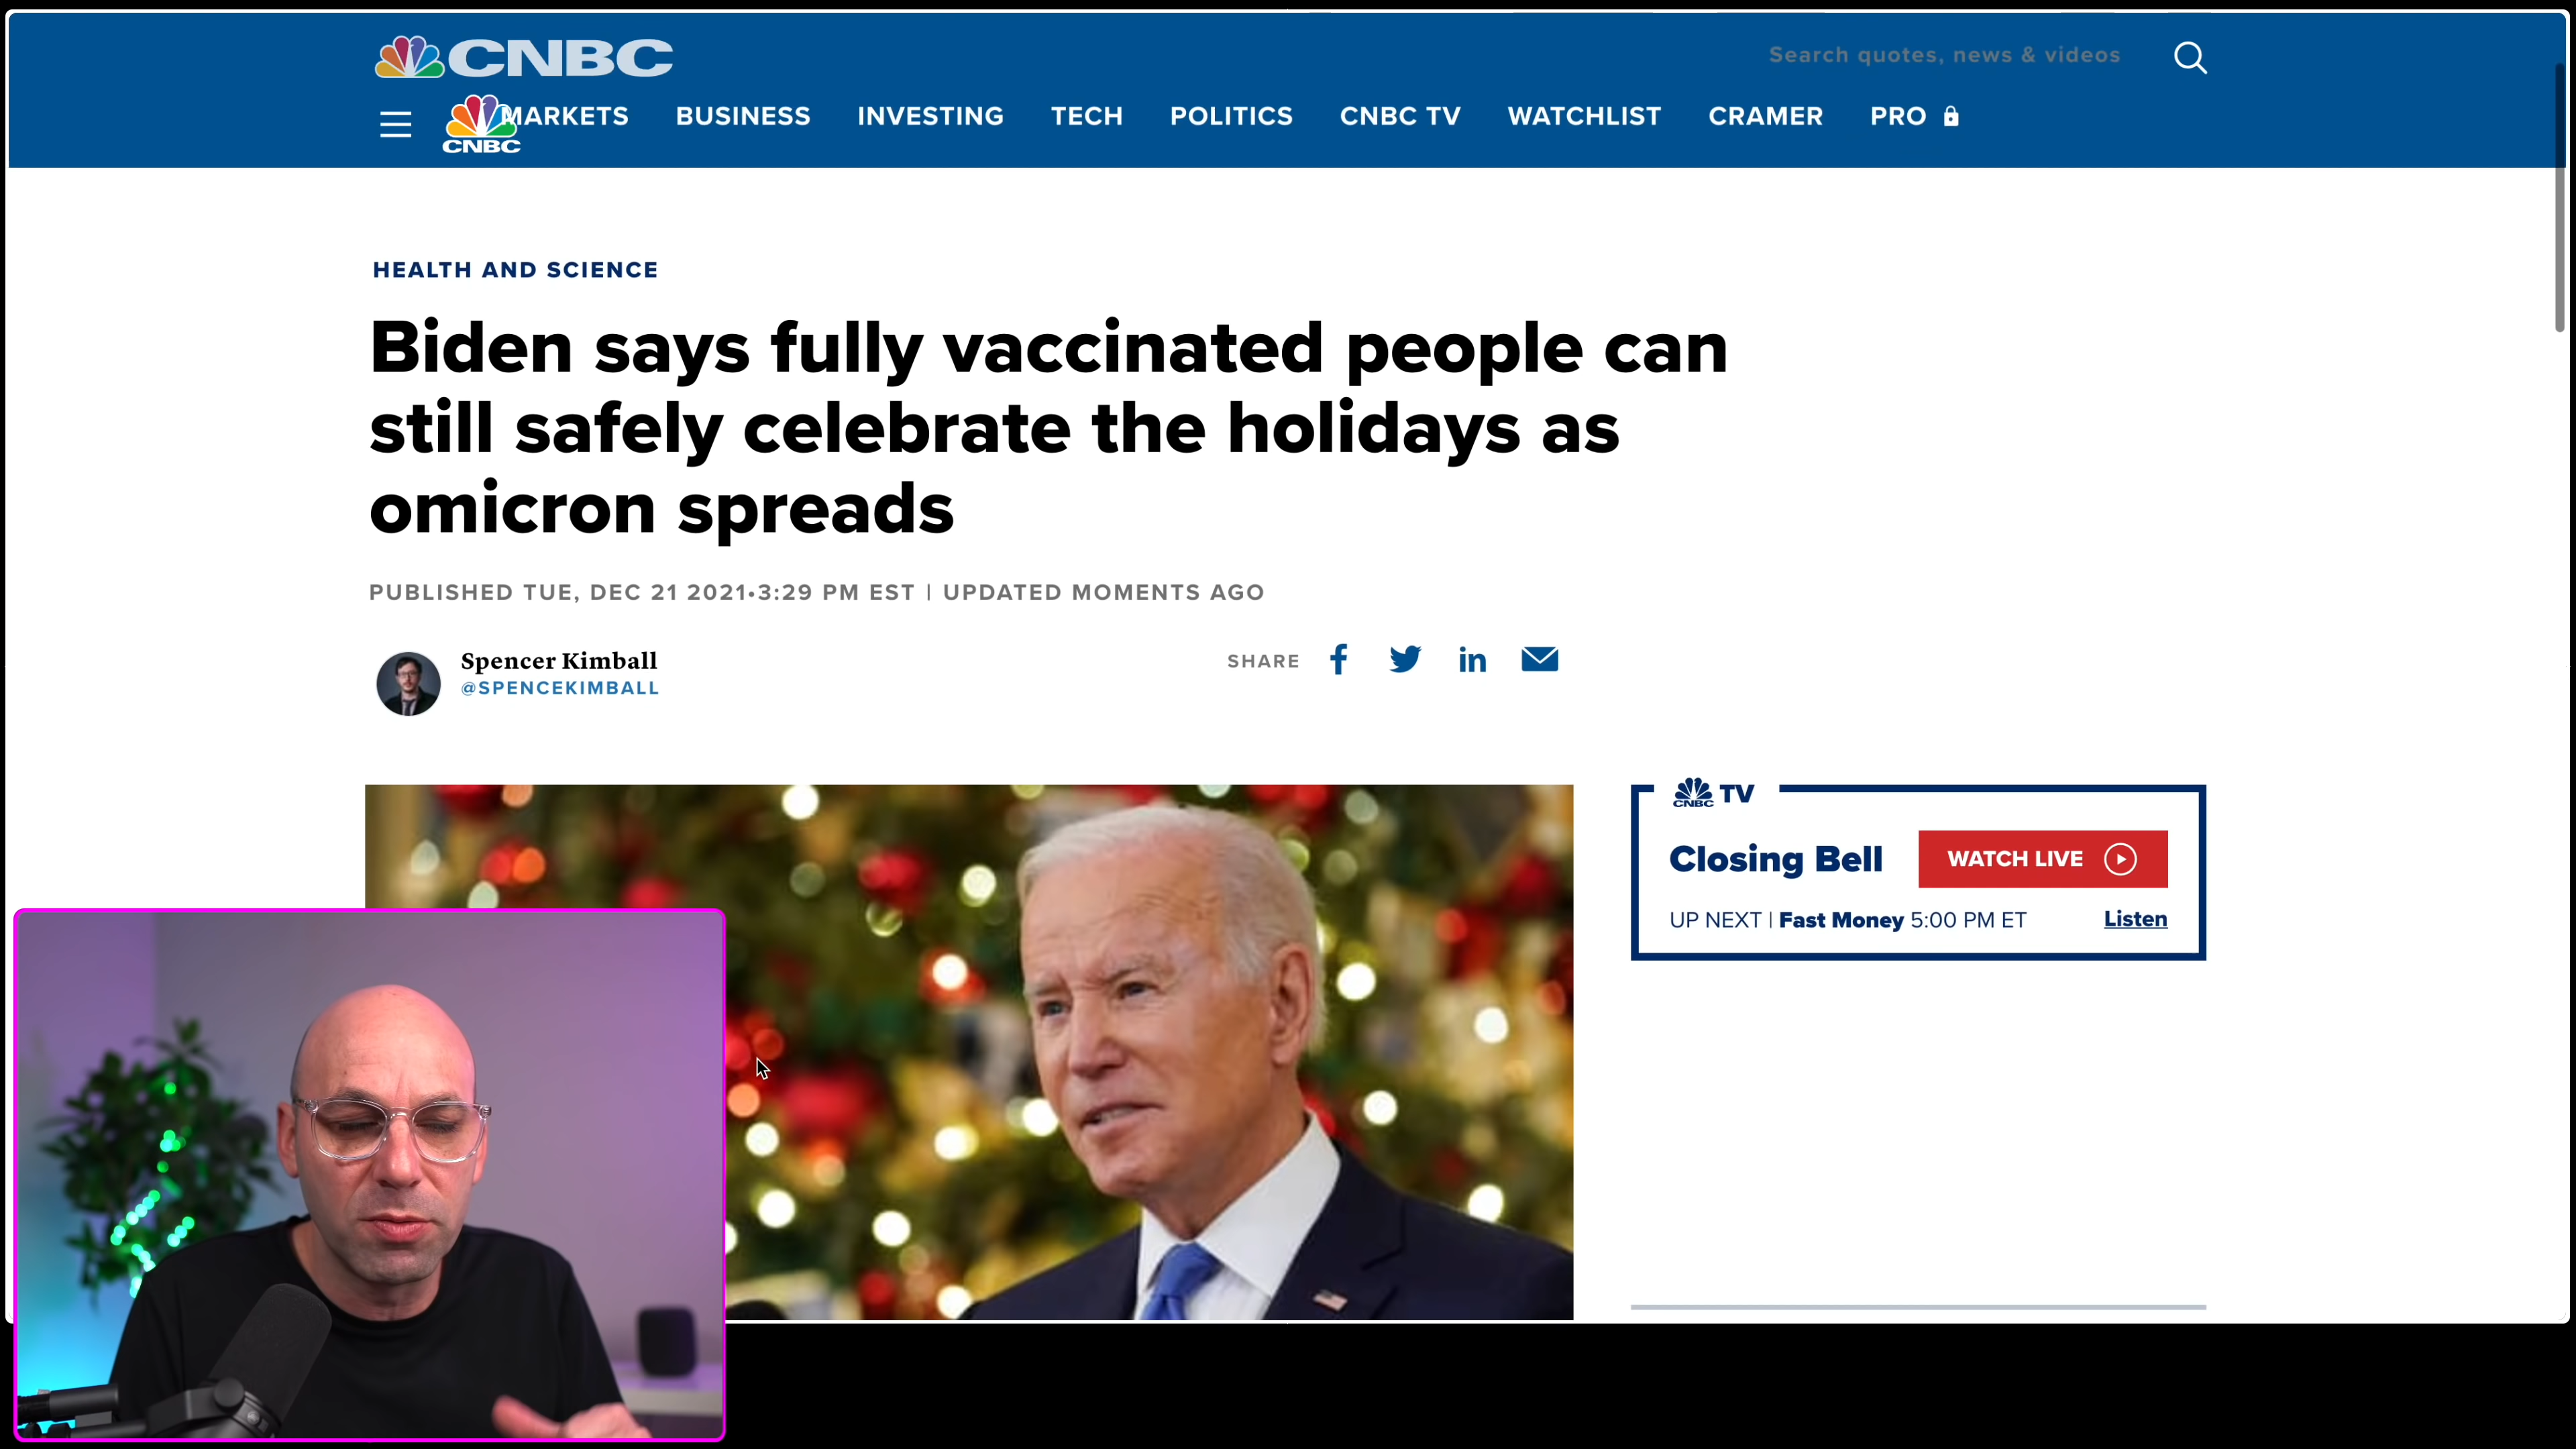 CNBC
Search quotes, news & videos
CNBC
MARKETS BUSINESS INVESTING TECH POLITICS CNBC TV WATCHLIST CRAMER PRO
HEALTH AND SCIENCE
Biden says fully vaccinated people can
still safely celebrate the holidays as
omicron spreads
PUBLISHED TUE, DEC 21 2021•3:29 PM EST | UPDATED MOMENTS AGO
Spencer Kimball
@SPENCEKIMBALL
SHARE
CNBC TV
Closing Bell
WATCH LIVE
UP NEXT | Fast Money 5:00 PM ET
Listen